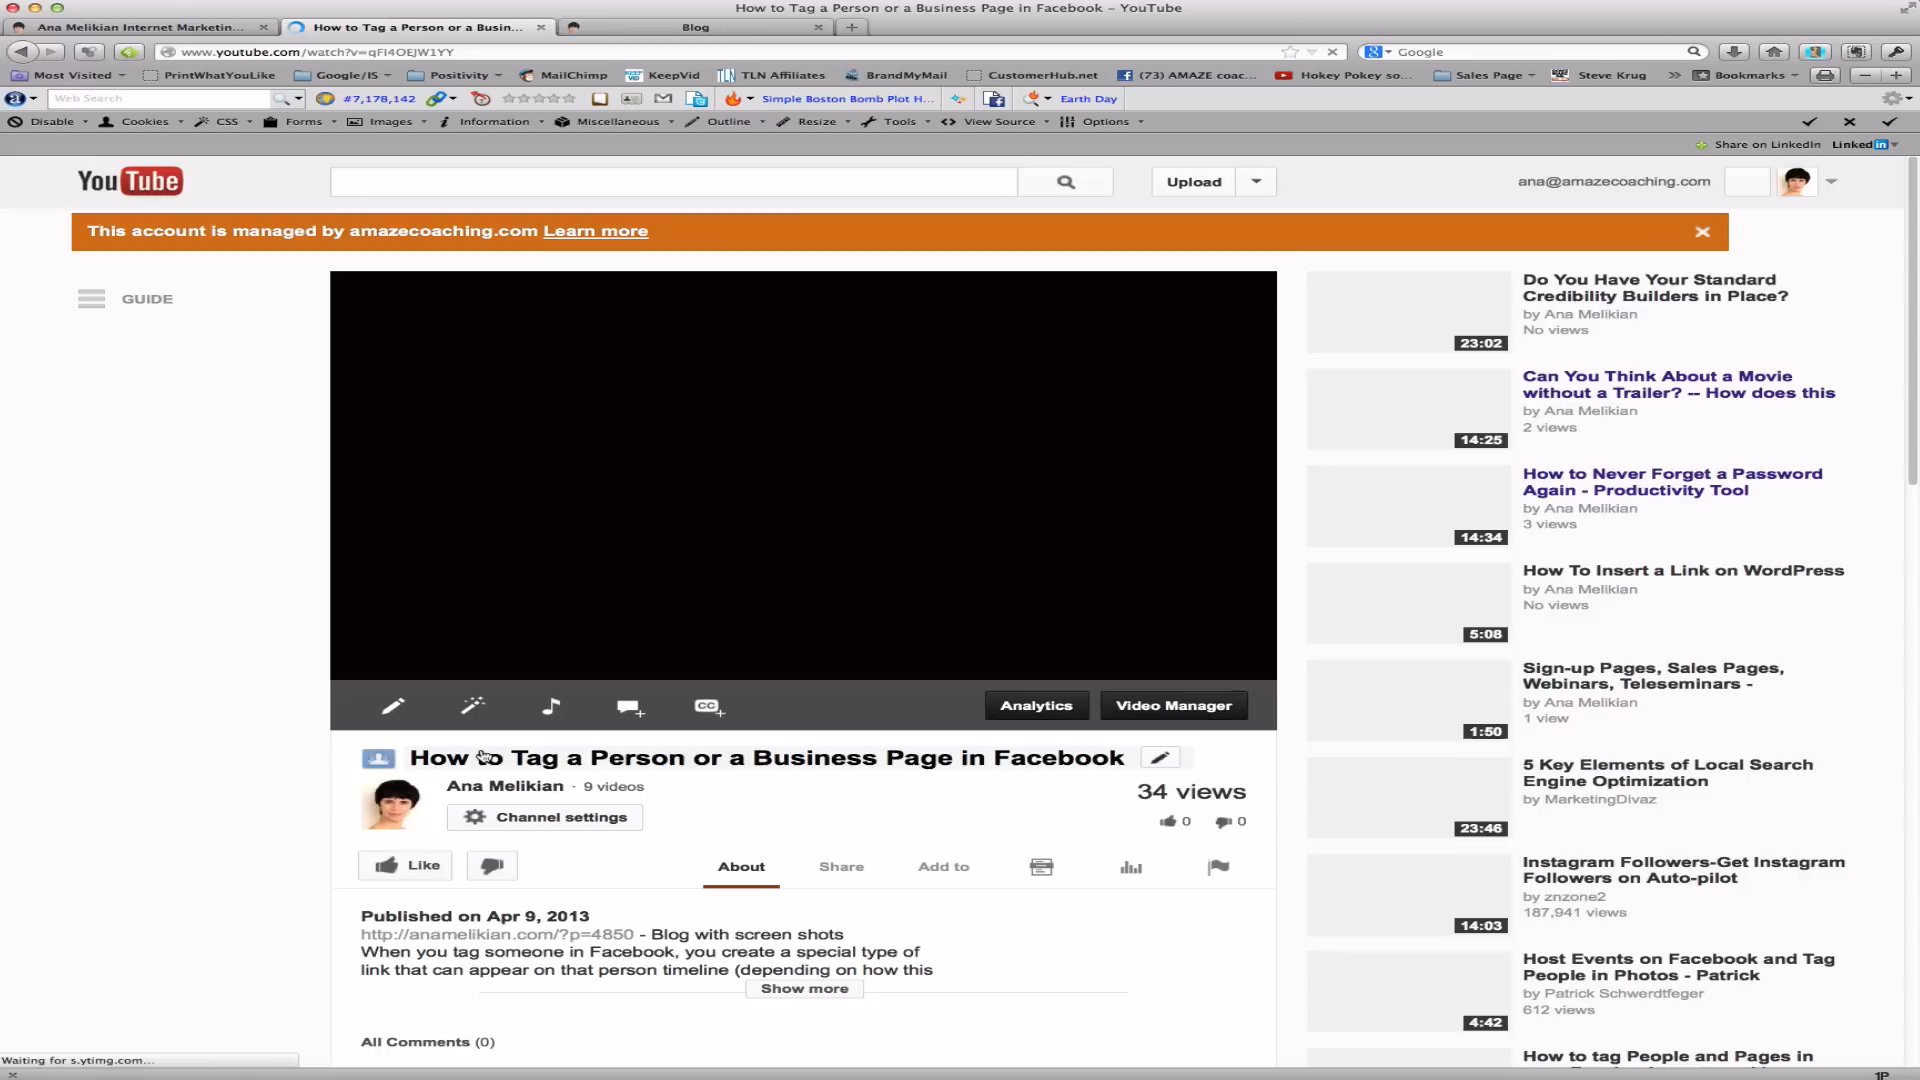 How to Tag a Person or a Business Page in Facebook – YouTube
Ana Melikian Internet Marketin...
How to Tag a Person or a Busin...
Blog
www.youtube.com/watch?v=qFI4OEJW1YY
Google
Most Visited
PrintWhatYouLike
Google/IS
Positivity
MailChimp
KeepVid
TLN Affiliates
BrandMyMail
CustomerHub.net
(73) AMAZE coac...
Hokey Pokey so...
Sales Page
Steve Krug
Bookmarks
Web Search
#7,178,142
Simple Boston Bomb Plot H...
Earth Day
Disable
Cookies
CSS
Forms
Images
Information
Miscellaneous
Outline
Resize
Tools
View Source
Options
Share on LinkedIn
Linked in
YouTube
Upload
ana@amazecoaching.com
This account is managed by amazecoaching.com Learn more
GUIDE
Analytics
Video Manager
How to Tag a Person or a Business Page in Facebook
Ana Melikian · 9 videos
Channel settings
34 views
0
0
Like
About
Share
Add to
Published on Apr 9, 2013
http://anamelikian.com/?p=4850 - Blog with screen shots
When you tag someone in Facebook, you create a special type of
link that can appear on that person timeline (depending on how this
Show more
All Comments (0)
Do You Have Your Standard
Credibility Builders in Place?
by Ana Melikian
No views
23:02
Can You Think About a Movie
without a Trailer? -- How does this
by Ana Melikian
2 views
14:25
How to Never Forget a Password
Again - Productivity Tool
by Ana Melikian
3 views
14:34
How To Insert a Link on WordPress
by Ana Melikian
No views
5:08
Sign-up Pages, Sales Pages,
Webinars, Teleseminars -
by Ana Melikian
1 view
1:50
5 Key Elements of Local Search
Engine Optimization
by MarketingDivaz
23:46
Instagram Followers-Get Instagram
Followers on Auto-pilot
by znzone2
187,941 views
14:03
Host Events on Facebook and Tag
People in Photos - Patrick
by Patrick Schwerdtfeger
612 views
4:42
How to tag People and Pages in
Waiting for s.ytimg.com...
1P